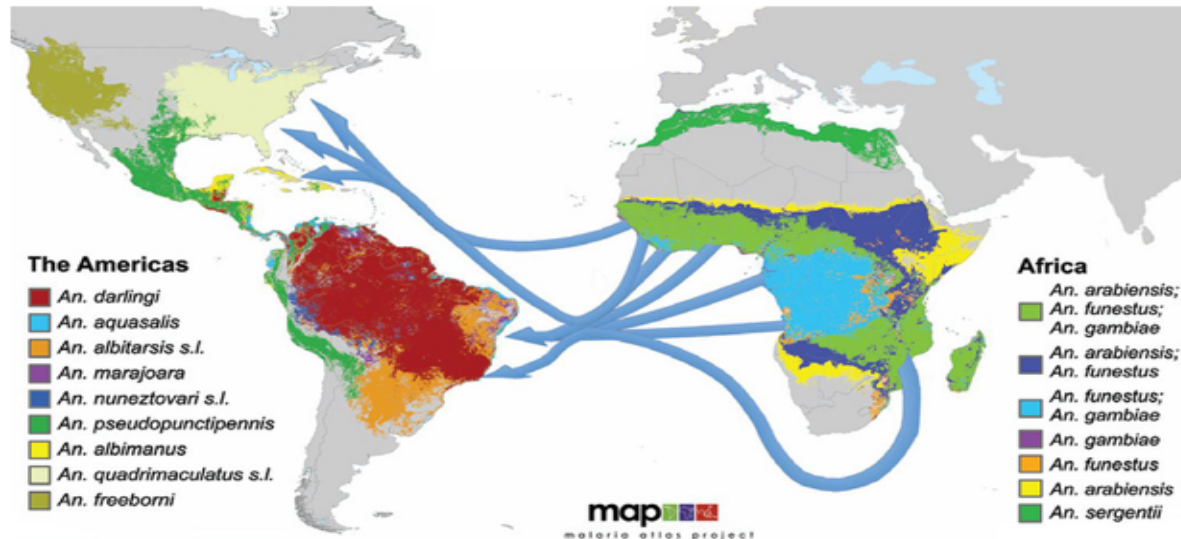 The Americas
An. darlingi
An. aquasalis
An. albitarsis s.l.
An. marajoara
An. nuneztovari s.l.
An. pseudopunctipennis
An. albimanus
An. quadrimaculatus s.l.
An. freeborni
Africa
An. arabiensis;
An. funestus;
An. gambiae
An. arabiensis;
An. funestus
An. funestus;
An. gambiae
An. gambiae
An. funestus
An. arabiensis
An. sergentii
map
malaria atlas project